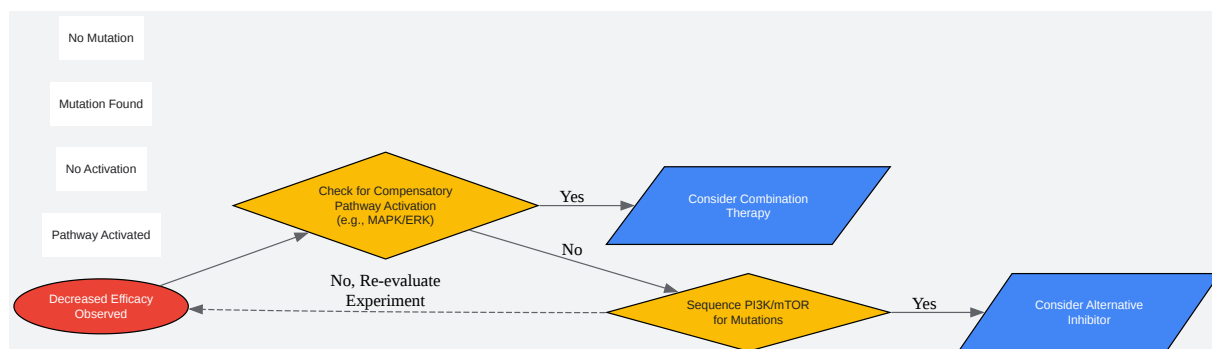 No Mutation
Mutation Found
No Activation
Pathway Activated
Decreased Efficacy
Observed
Check for Compensatory
Pathway Activation
(e.g., MAPK/ERK)
Yes
Consider Combination
Therapy
No
No, Re-evaluate
Experiment
Sequence PI3K/mTOR
for Mutations
Yes
Consider Alternative
Inhibitor